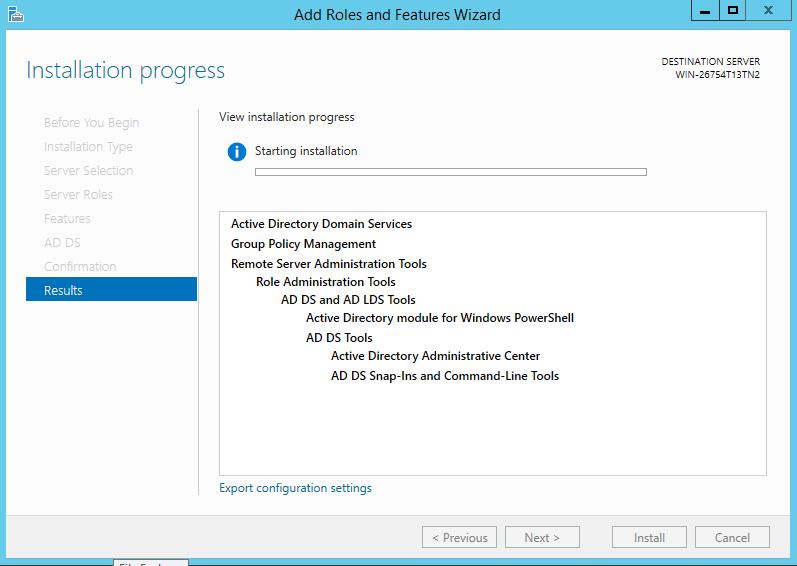 Add Roles and Features Wizard
Installation progress
DESTINATION SERVER
WIN-26754T13TN2
Before You Begin
Installation Type
Server Selection
Server Roles
Features
AD DS
Confirmation
Results
View installation progress
Starting installation
Active Directory Domain Services
Group Policy Management
Remote Server Administration Tools
Role Administration Tools
AD DS and AD LDS Tools
Active Directory module for Windows PowerShell
AD DS Tools
Active Directory Administrative Center
AD DS Snap-Ins and Command-Line Tools
Export configuration settings
< Previous
Next >
Install
Cancel